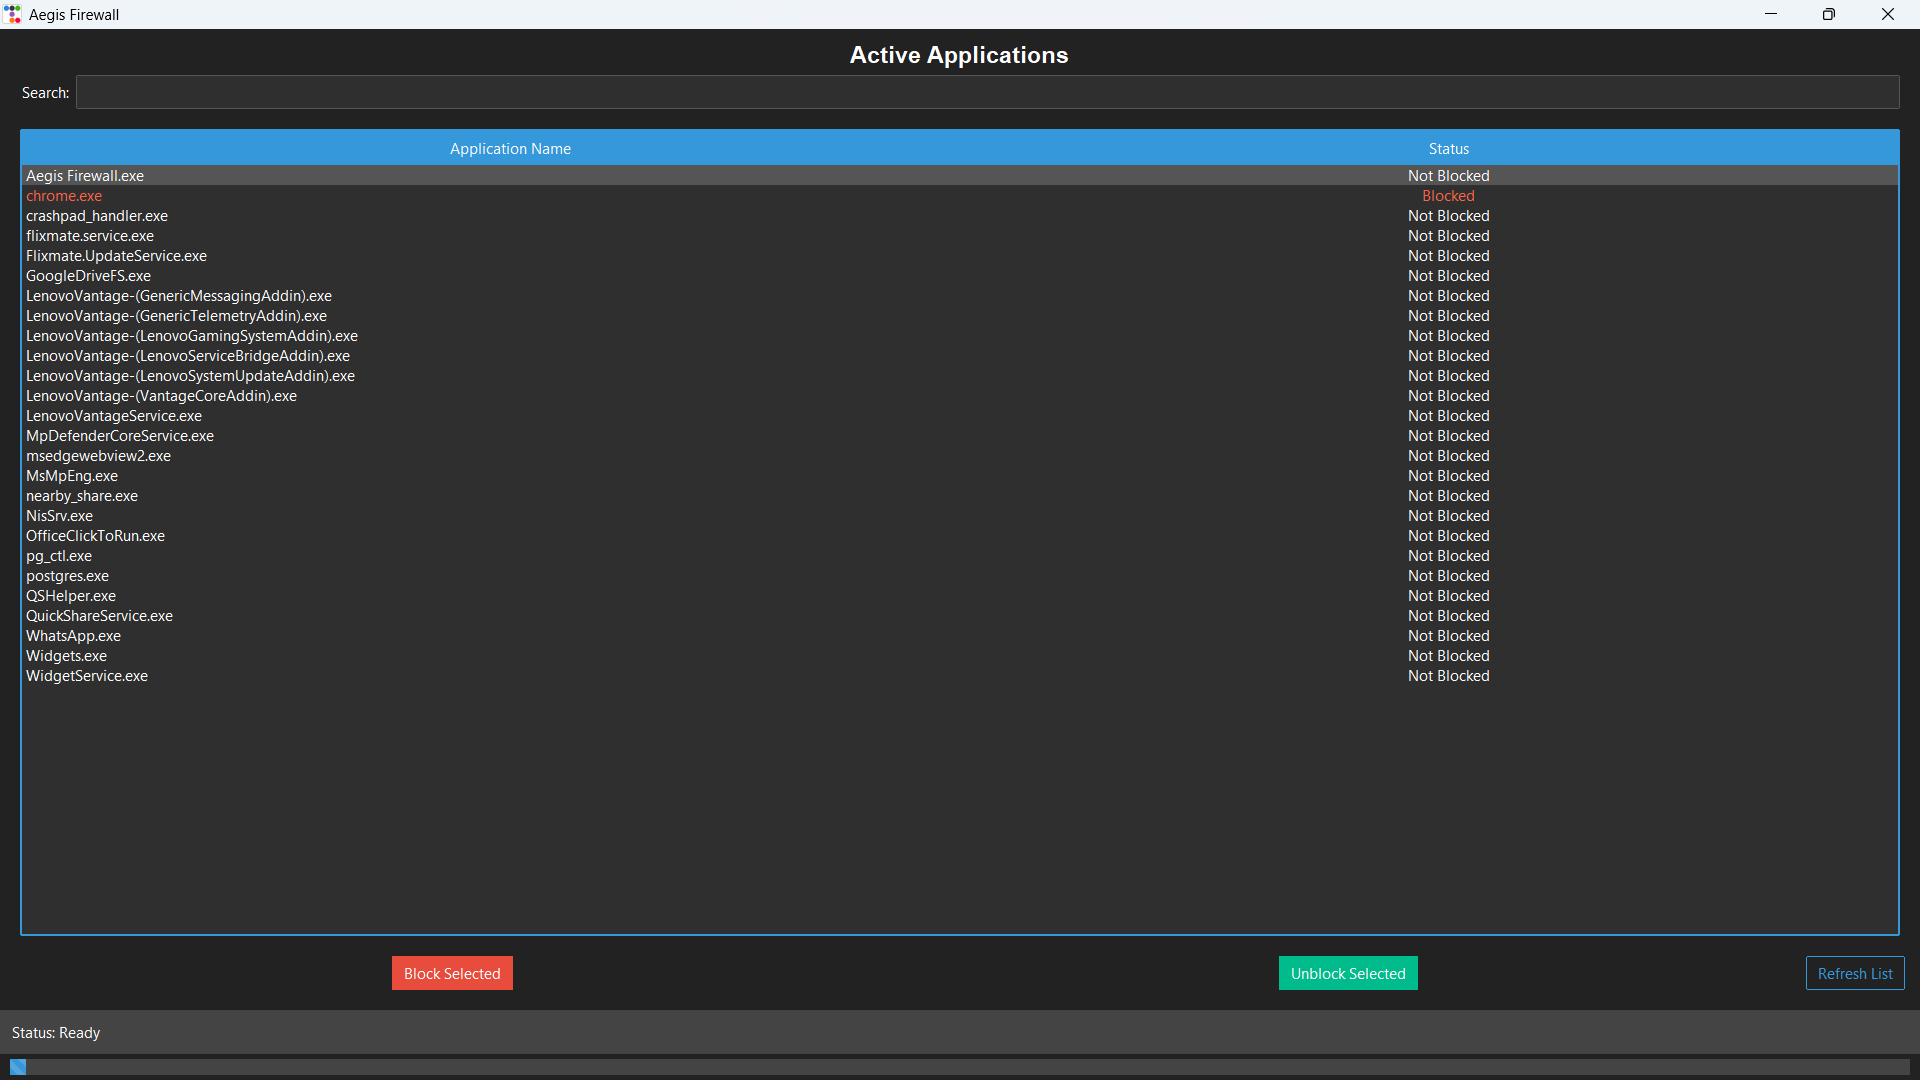 Aegis Firewall
Active Applications
Search:
Application Name Status
Aegis Firewall.exe Not Blocked
chrome.exe Blocked
crashpad_handler.exe Not Blocked
flixmate.service.exe Not Blocked
Flixmate.UpdateService.exe Not Blocked
GoogleDriveFS.exe Not Blocked
LenovoVantage-(GenericMessagingAddin).exe Not Blocked
LenovoVantage-(GenericTelemetryAddin).exe Not Blocked
LenovoVantage-(LenovoGamingSystemAddin).exe Not Blocked
LenovoVantage-(LenovoServiceBridgeAddin).exe Not Blocked
LenovoVantage-(LenovoSystemUpdateAddin).exe Not Blocked
LenovoVantage-(VantageCoreAddin).exe Not Blocked
LenovoVantageService.exe Not Blocked
MpDefenderCoreService.exe Not Blocked
msedgewebview2.exe Not Blocked
MsMpEng.exe Not Blocked
nearby_share.exe Not Blocked
NisSrv.exe Not Blocked
OfficeClickToRun.exe Not Blocked
pg_ctl.exe Not Blocked
postgres.exe Not Blocked
QSHelper.exe Not Blocked
QuickShareService.exe Not Blocked
WhatsApp.exe Not Blocked
Widgets.exe Not Blocked
WidgetService.exe Not Blocked
Block Selected Unblock Selected Refresh List
Status: Ready